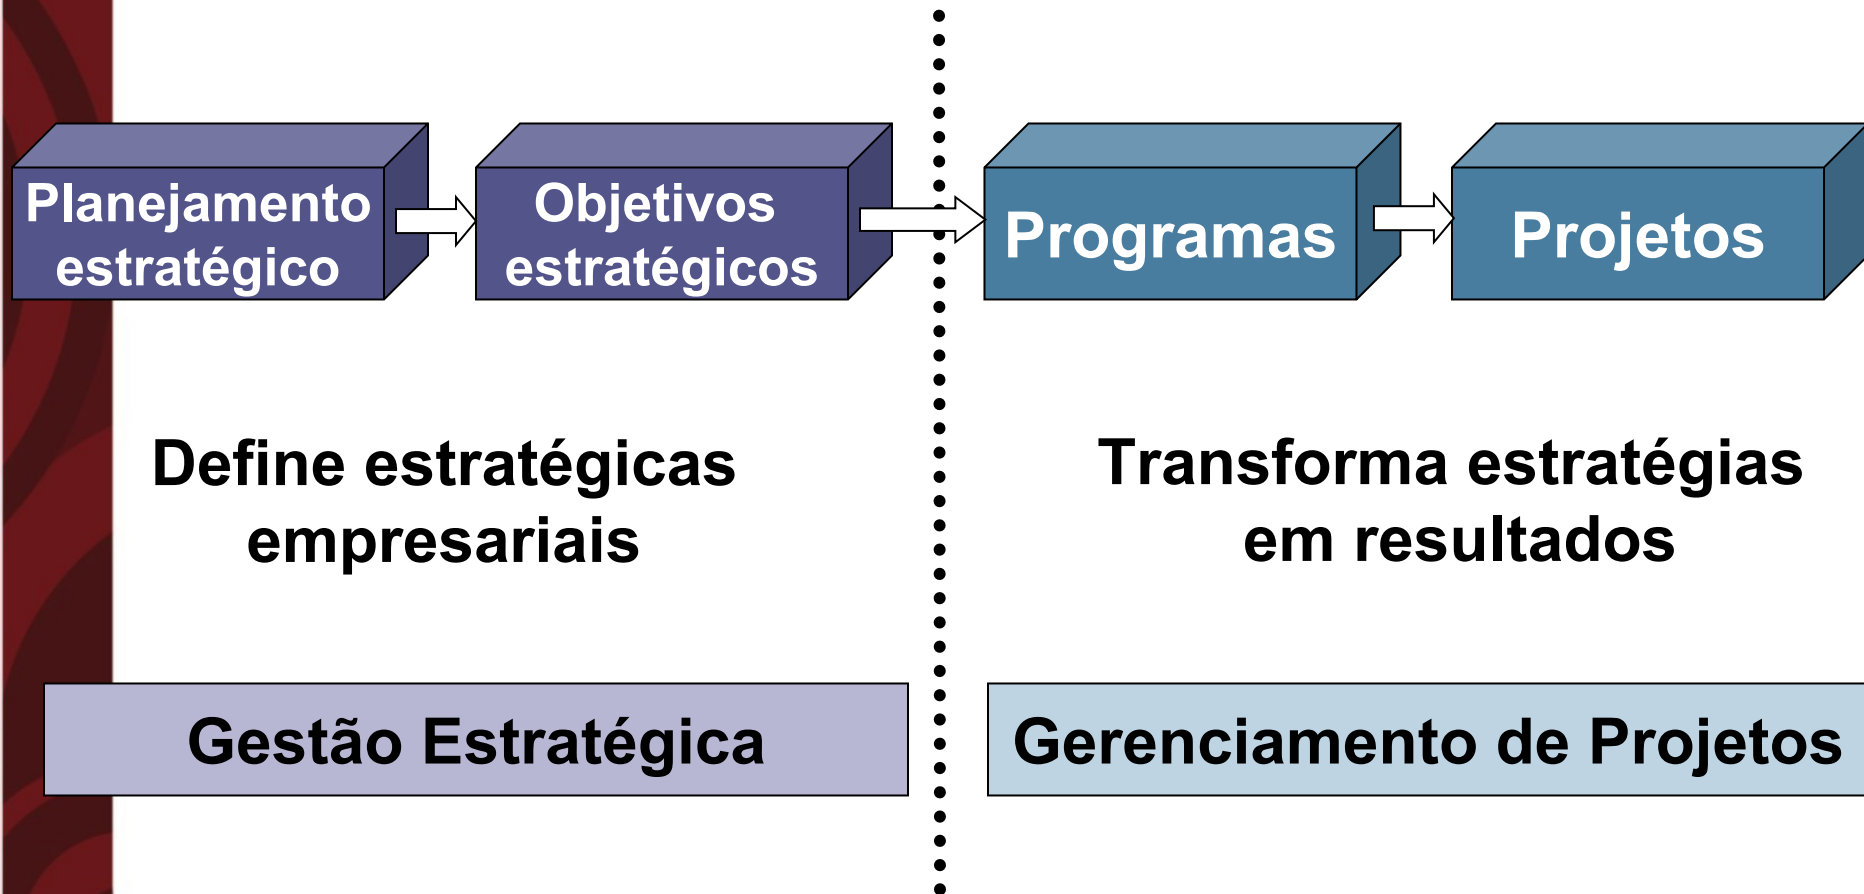 Planejamento
estratégico
Objetivos
estratégicos
Programas
Projetos
Define estratégicas
empresariais
Transforma estratégias
em resultados
Gestão Estratégica
Gerenciamento de Projetos